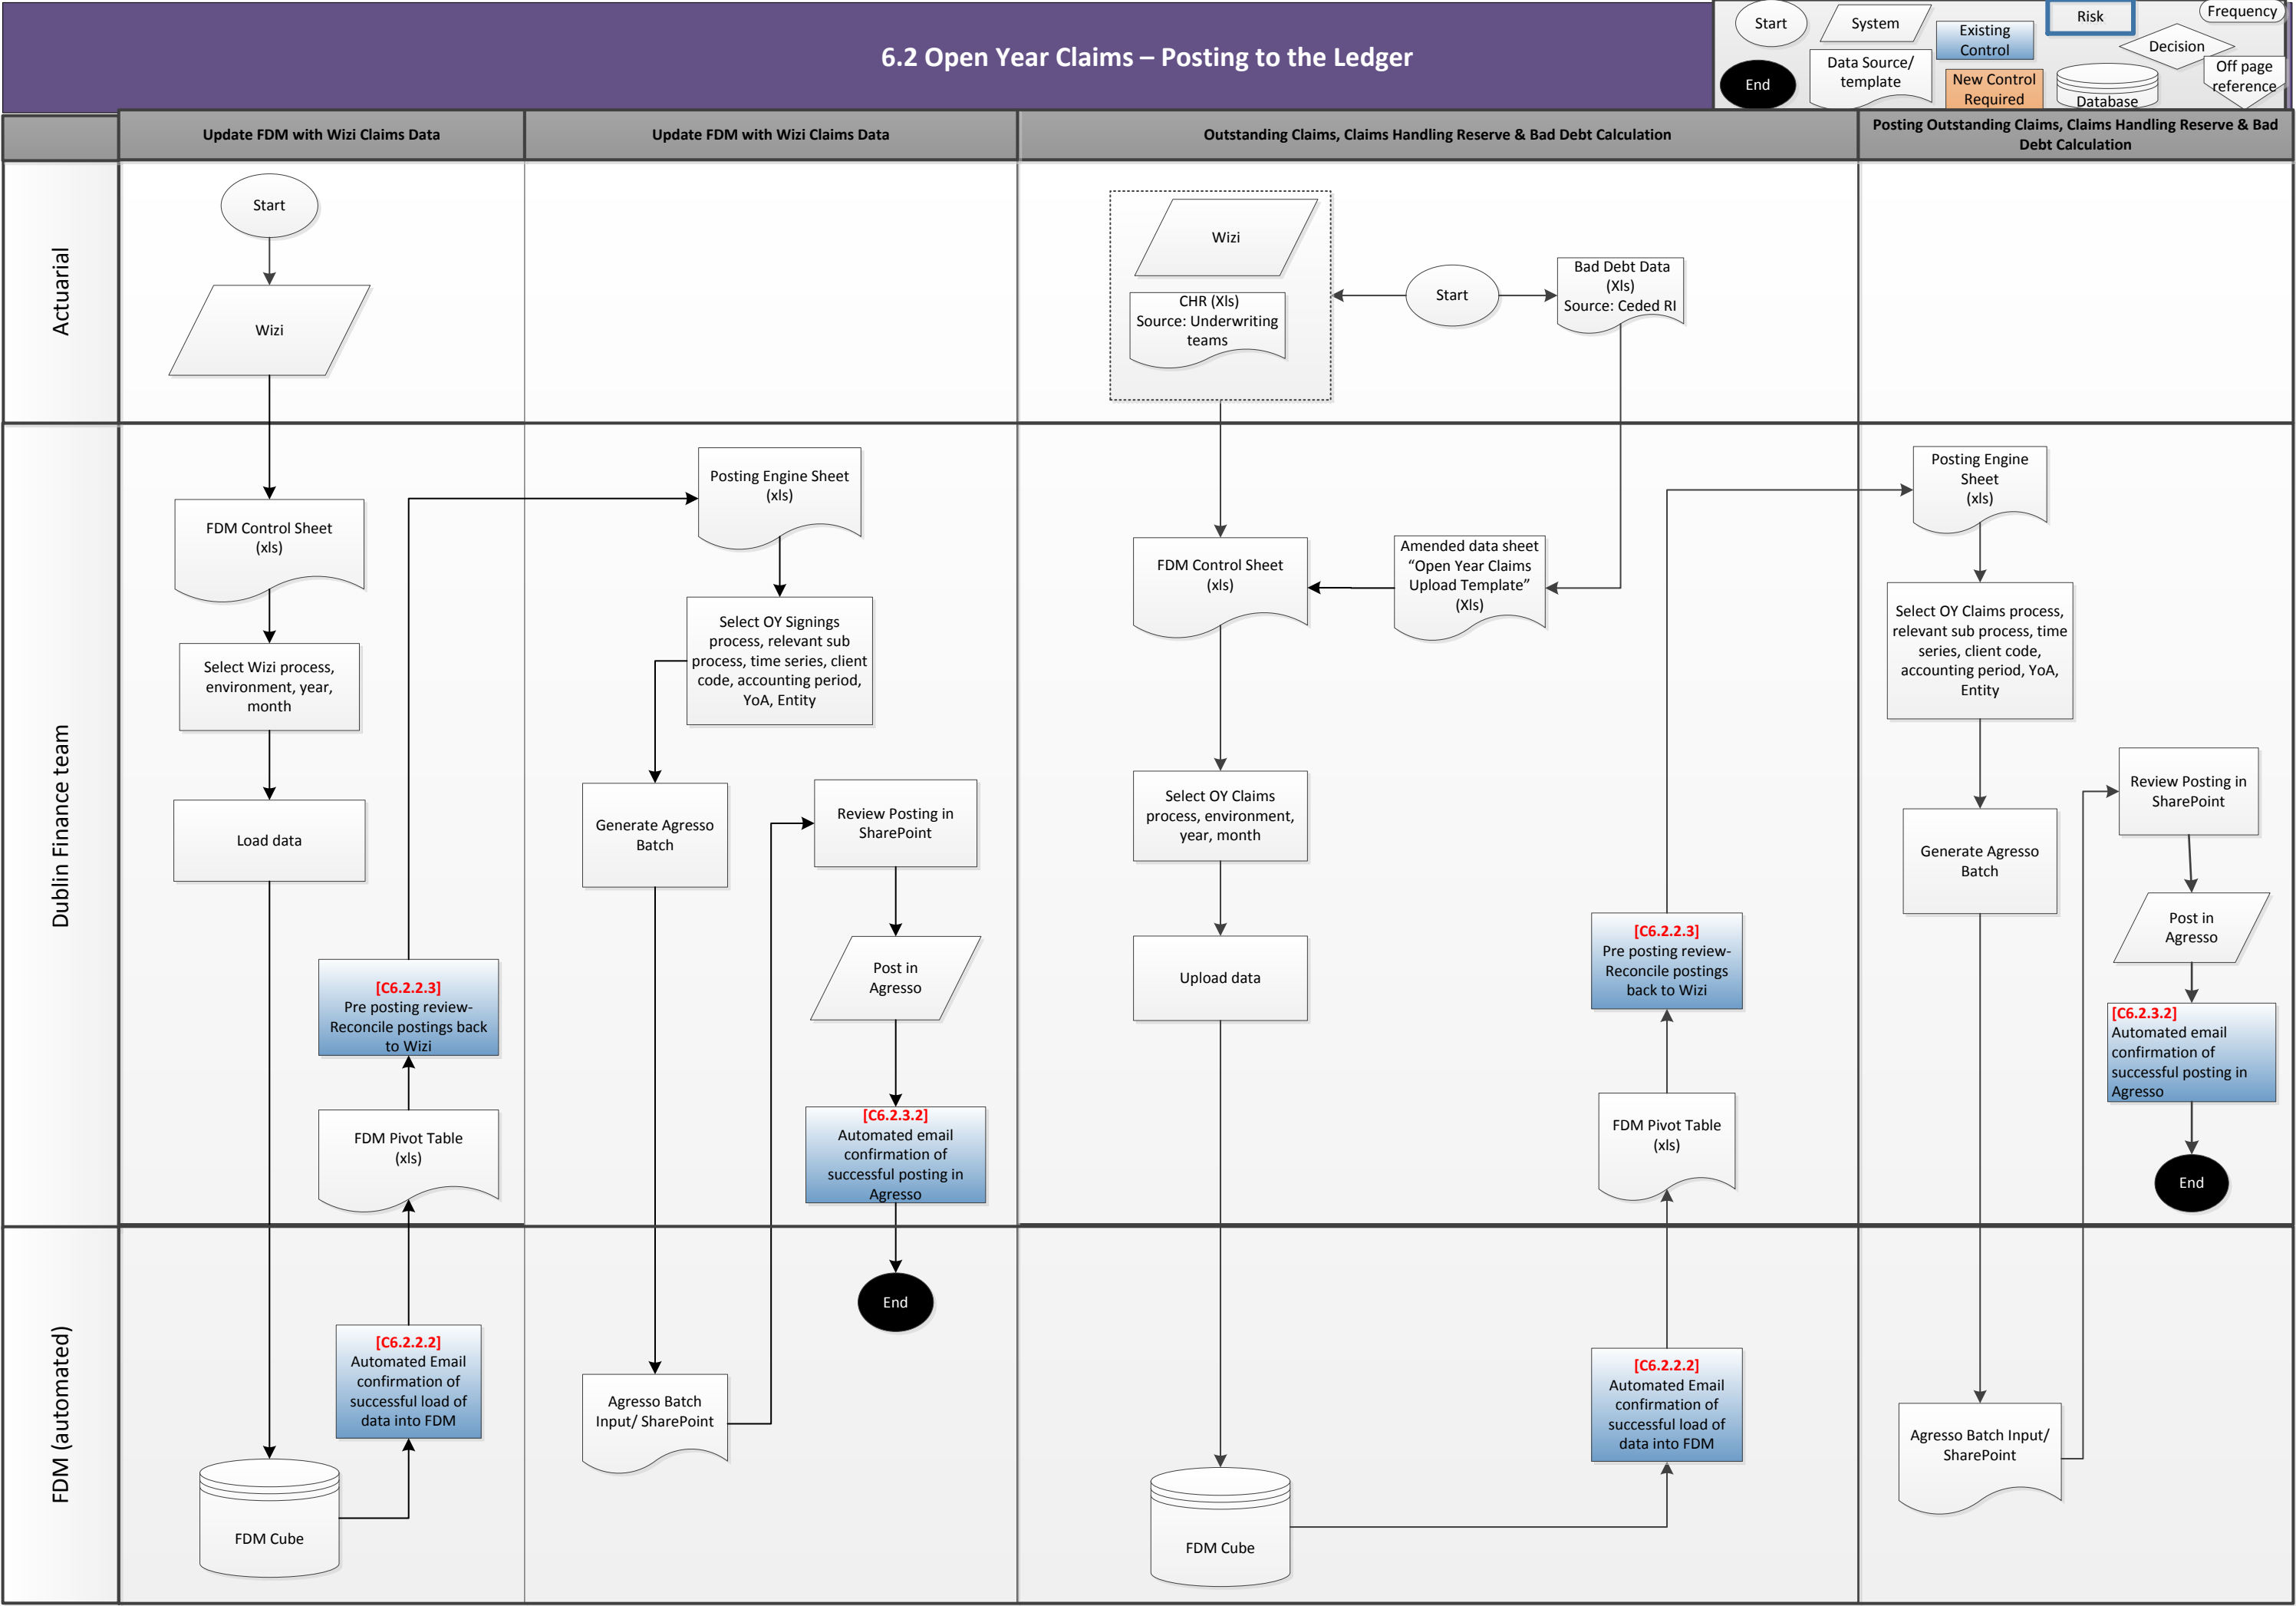 6.2 Open Year Claims – Posting to the Ledger
Start
System
Existing
Control
Risk
Frequency
Decision
End
Data Source/
template
New Control
Required
Database
Off page
reference
Update FDM with Wizi Claims Data
Update FDM with Wizi Claims Data
Outstanding Claims, Claims Handling Reserve & Bad Debt Calculation
Posting Outstanding Claims, Claims Handling Reserve & Bad
Debt Calculation
Actuarial
Start
Wizi
Wizi
CHR (Xls)
Source: Underwriting
teams
Start
Bad Debt Data
(Xls)
Source: Ceded RI
Dublin Finance team
FDM Control Sheet
(xls)
Select Wizi process,
environment, year,
month
Load data
[C6.2.2.3]
Pre posting review-
Reconcile postings back
to Wizi
FDM Pivot Table
(xls)
Posting Engine Sheet
(xls)
Select OY Signings
process, relevant sub
process, time series, client
code, accounting period,
YoA, Entity
Generate Agresso
Batch
Review Posting in
SharePoint
Post in
Agresso
[C6.2.3.2]
Automated email
confirmation of
successful posting in
Agresso
FDM Control Sheet
(xls)
Amended data sheet
“Open Year Claims
Upload Template”
(Xls)
Select OY Claims
process, environment,
year, month
Upload data
[C6.2.2.3]
Pre posting review-
Reconcile postings
back to Wizi
FDM Pivot Table
(xls)
Posting Engine
Sheet
(xls)
Select OY Claims process,
relevant sub process, time
series, client code,
accounting period, YoA,
Entity
Generate Agresso
Batch
Review Posting in
SharePoint
Post in
Agresso
[C6.2.3.2]
Automated email
confirmation of
successful posting in
Agresso
End
FDM (automated)
[C6.2.2.2]
Automated Email
confirmation of
successful load of
data into FDM
FDM Cube
End
Agresso Batch
Input/ SharePoint
[C6.2.2.2]
Automated Email
confirmation of
successful load of
data into FDM
FDM Cube
Agresso Batch Input/
SharePoint